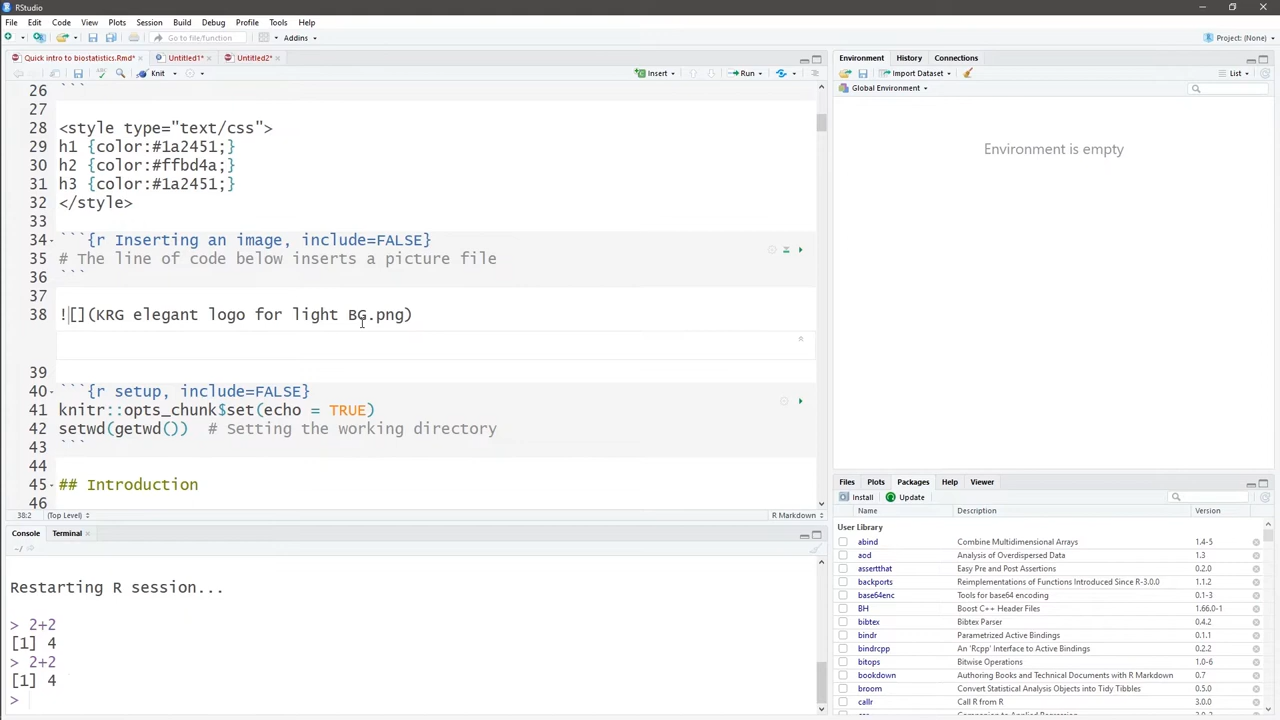 RStudio
File Edit Code View Plots Session Build Debug Profile Tools Help
Go to file/function Addins Project: (None)
Quick intro to biostatistics.Rmd* Untitled1* Untitled2*
Knit Insert Run
26 ```
27
28 <style type="text/css">
29 h1 {color:#1a2451;}
30 h2 {color:#ffbd4a;}
31 h3 {color:#1a2451;}
32 </style>
33
34 ```{r Inserting an image, include=FALSE}
35 # The line of code below inserts a picture file
36 ```
37
38 ![](KRG elegant logo for light BG.png)
39
40 ```{r setup, include=FALSE}
41 knitr::opts_chunk$set(echo = TRUE)
42 setwd(getwd()) # Setting the working directory
43 ```
44
45 ## Introduction
46
38:2 (Top Level) R Markdown
Console Terminal
~/
Restarting R session...
> 2+2
[1] 4
> 2+2
[1] 4
>
Environment History Connections
Import Dataset List
Global Environment
Environment is empty
Files Plots Packages Help Viewer
Install Update
Name Description Version
User Library
abind Combine Multidimensional Arrays 1.4-5
aod Analysis of Overdispersed Data 1.3
assertthat Easy Pre and Post Assertions 0.2.0
backports Reimplementations of Functions Introduced Since R-3.0.0 1.1.2
base64enc Tools for base64 encoding 0.1-3
BH Boost C++ Header Files 1.66.0-1
bibtex Bibtex Parser 0.4.2
bindr Parametrized Active Bindings 0.1.1
bindrcpp An 'Rcpp' Interface to Active Bindings 0.2.2
bitops Bitwise Operations 1.0-6
bookdown Authoring Books and Technical Documents with R Markdown 0.7
broom Convert Statistical Analysis Objects into Tidy Tibbles 0.5.0
callr Call R from R 3.0.0